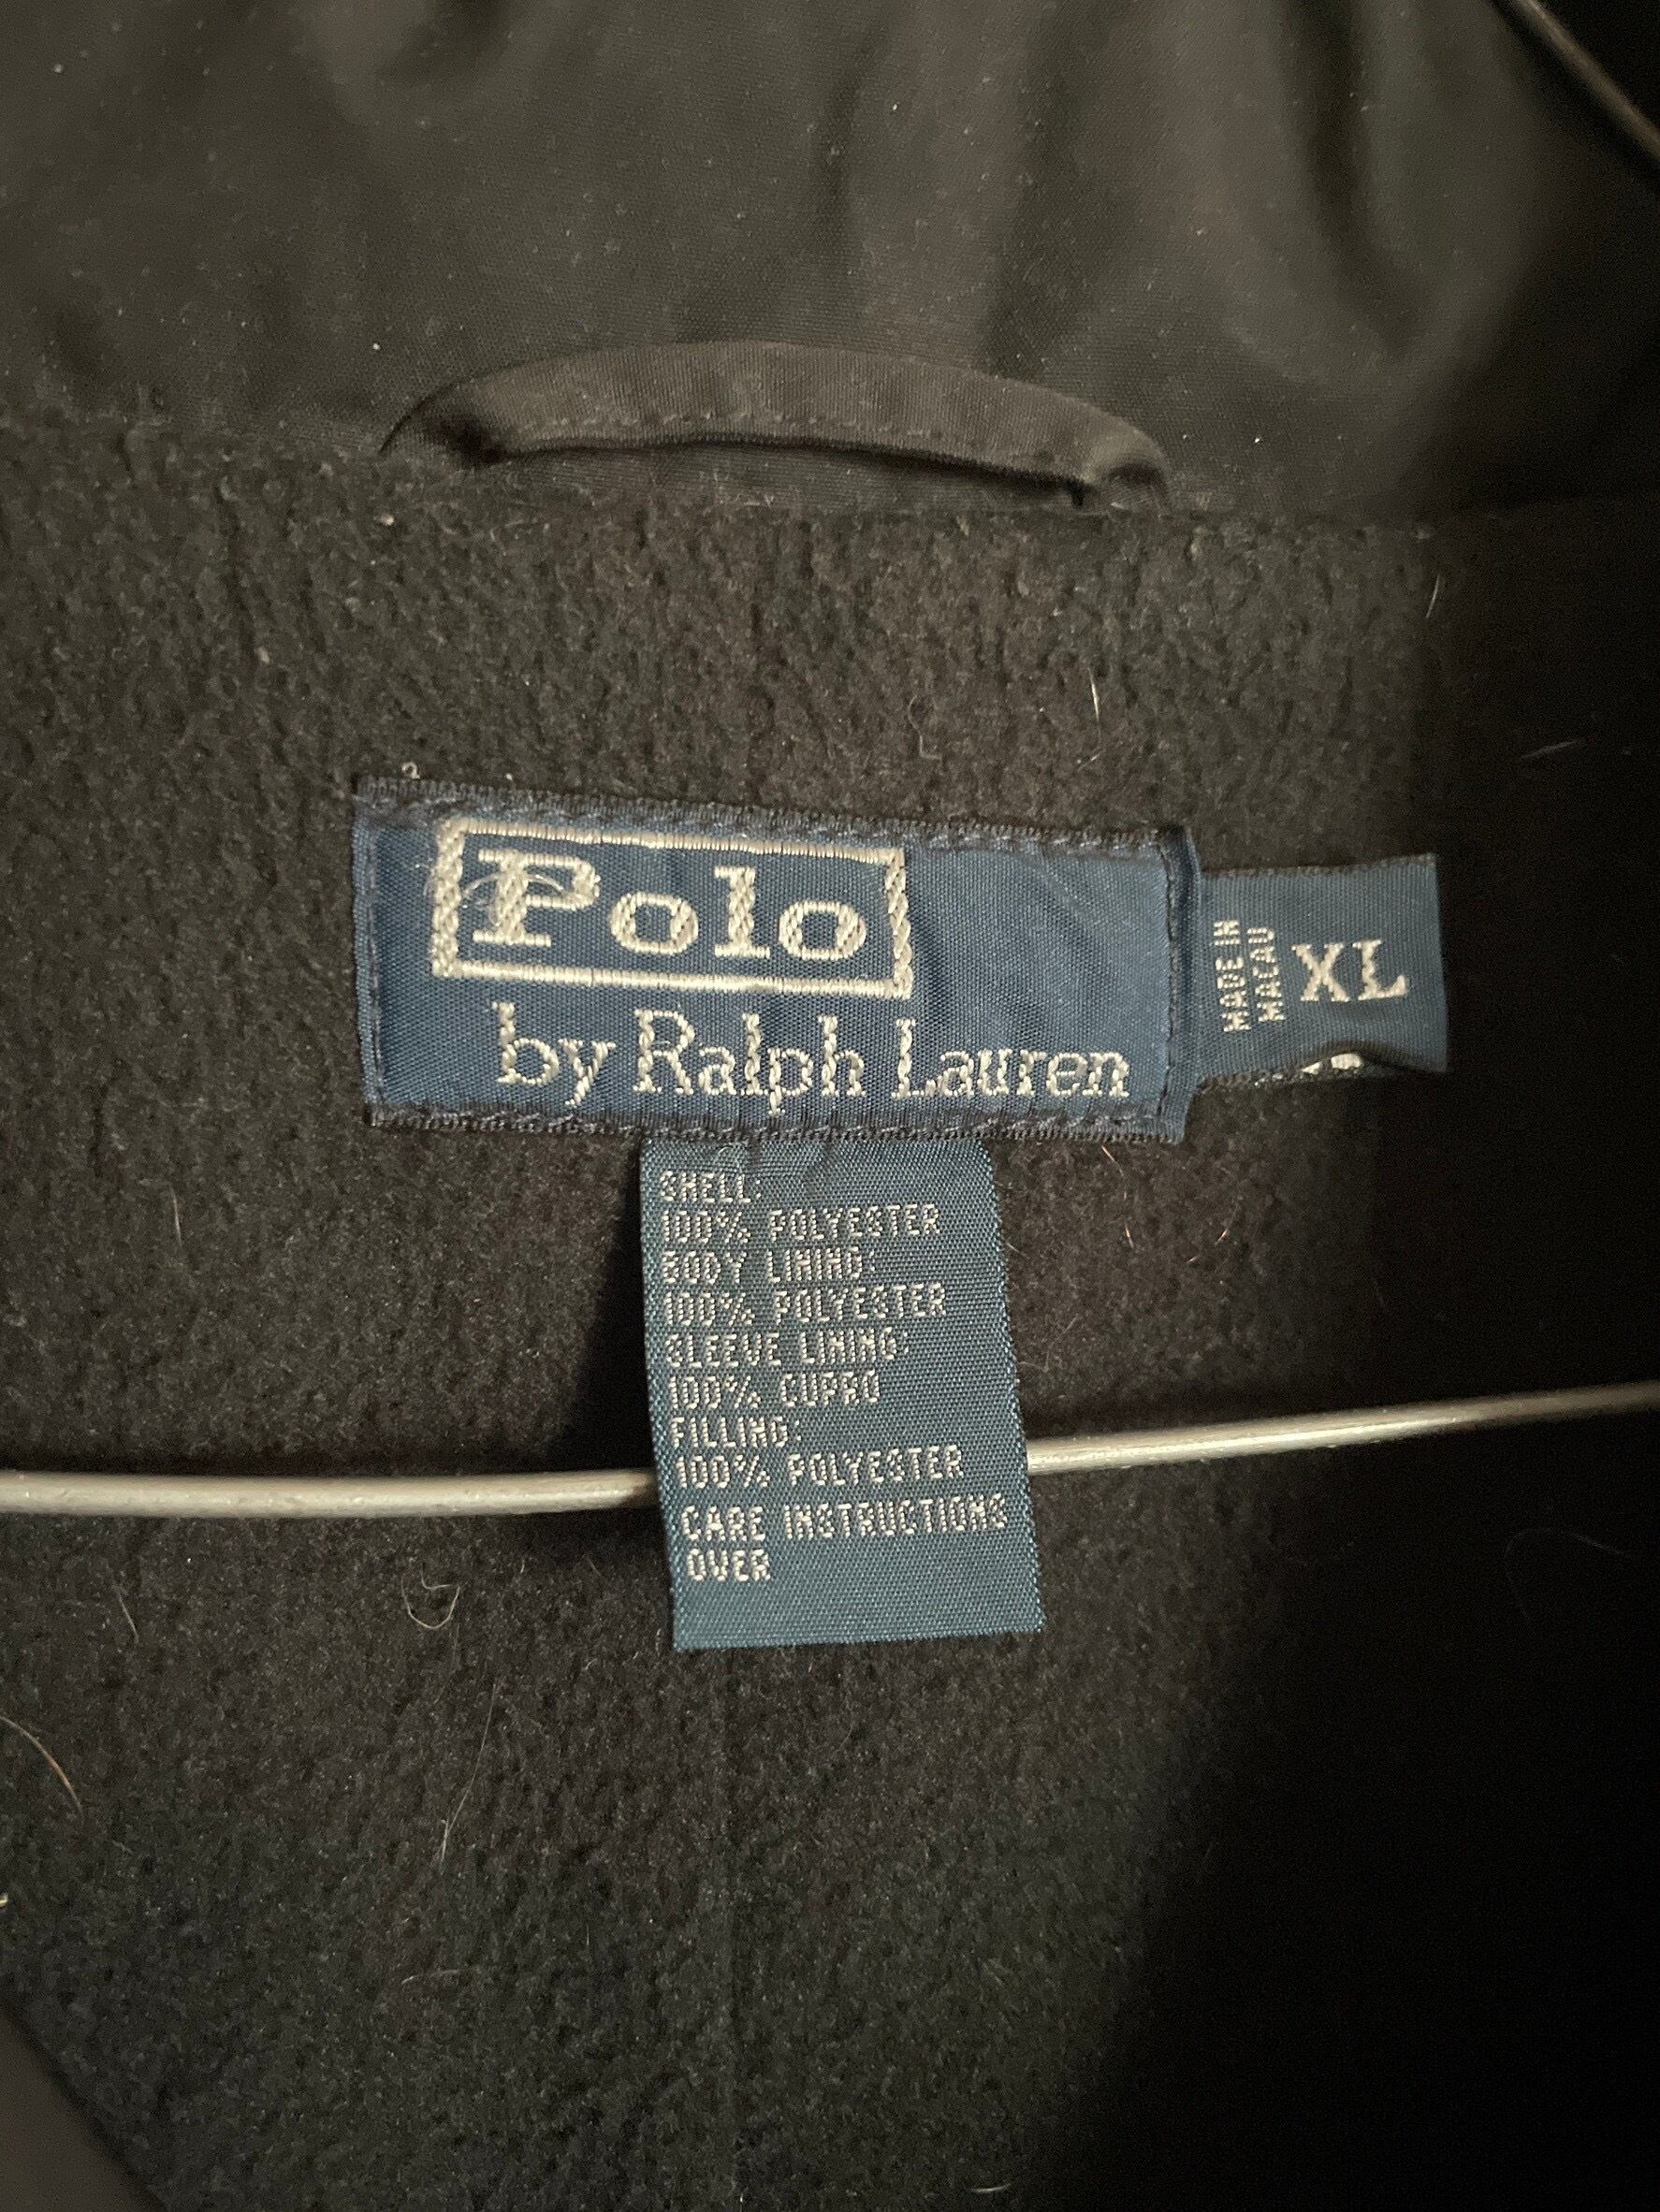 Polo
by Ralph Lauren
MADE IN
MACAU
XL
SHELL:
100% POLYESTER
BODY LINING:
100% POLYESTER
SLEEVE LINING:
100% CUPRO
FILLING:
100% POLYESTER
CARE INSTRUCTIONS
OVER